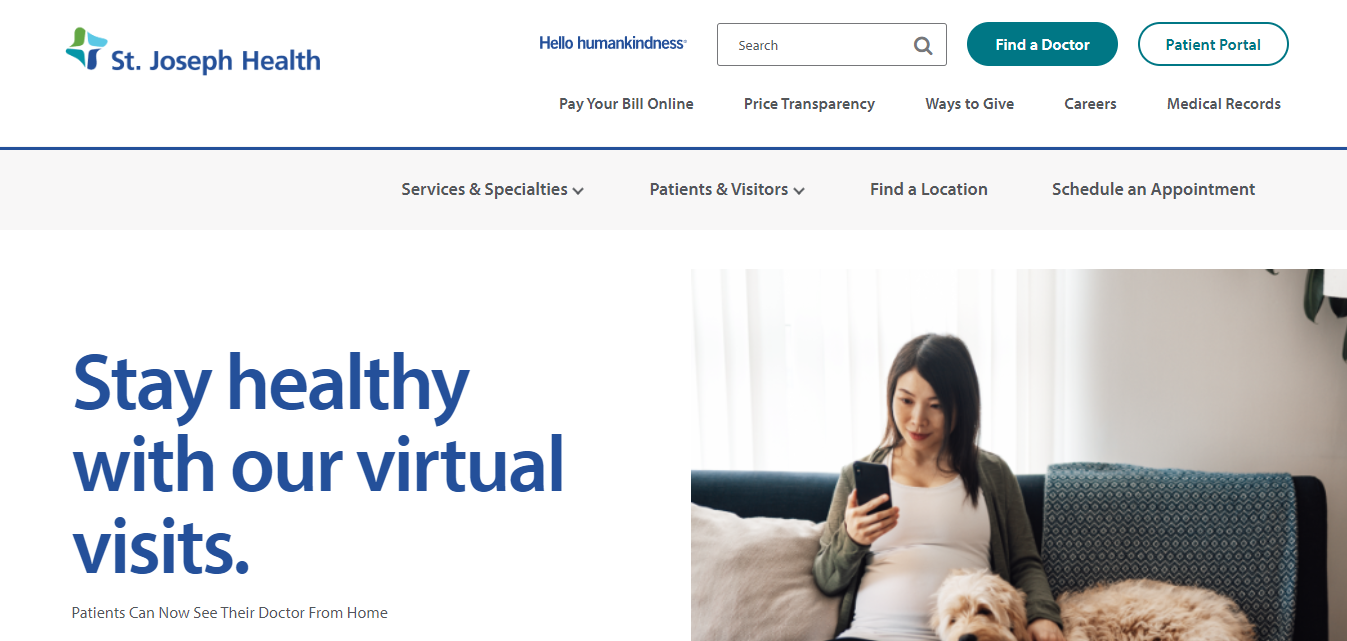 St. Joseph Health
Hello humankindness®
Search
Find a Doctor
Patient Portal
Pay Your Bill Online
Price Transparency
Ways to Give
Careers
Medical Records
Services & Specialties
Patients & Visitors
Find a Location
Schedule an Appointment
Stay healthy
with our virtual
visits.
Patients Can Now See Their Doctor From Home